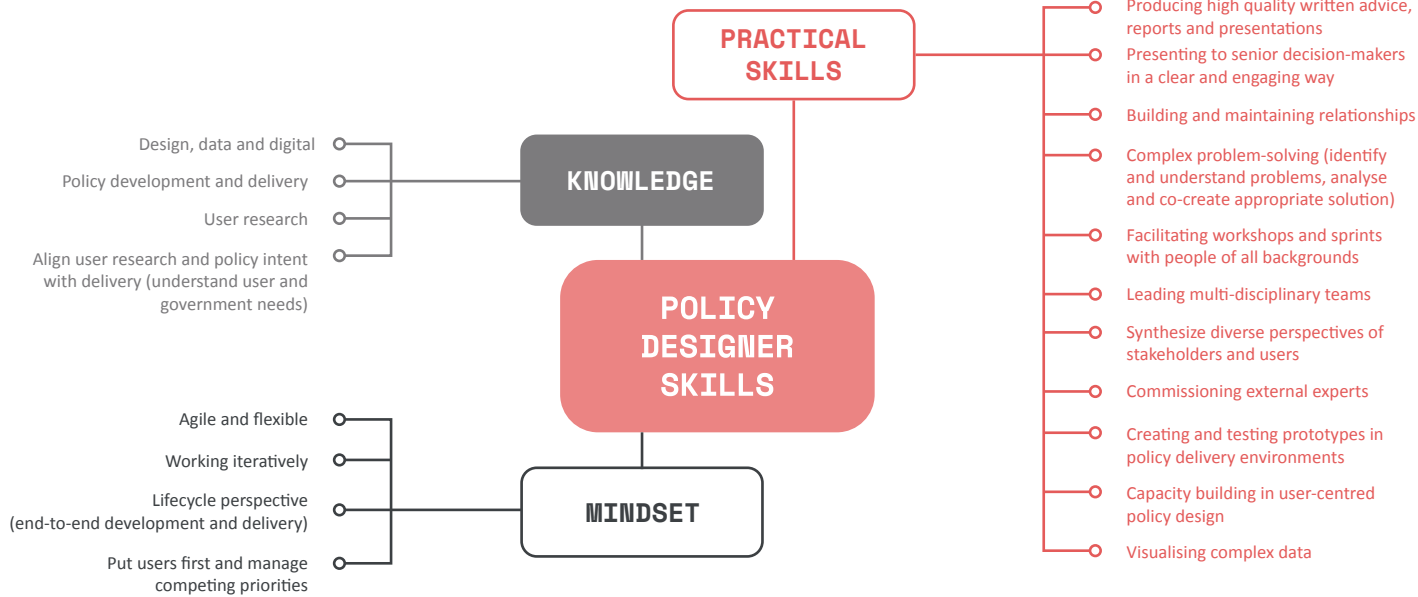 PRACTICAL
SKILLS
Producing high quality written advice,
reports and presentations
Presenting to senior decision-makers
in a clear and engaging way
Building and maintaining relationships
Complex problem-solving (identify
and understand problems, analyse
and co-create appropriate solution)
Facilitating workshops and sprints
with people of all backgrounds
Leading multi-disciplinary teams
Synthesize diverse perspectives of
stakeholders and users
Commissioning external experts
Creating and testing prototypes in
policy delivery environments
Capacity building in user-centred
policy design
Visualising complex data
KNOWLEDGE
Design, data and digital
Policy development and delivery
User research
Align user research and policy intent
with delivery (understand user and
government needs)
POLICY
DESIGNER
SKILLS
MINDSET
Agile and flexible
Working iteratively
Lifecycle perspective
(end-to-end development and delivery)
Put users first and manage
competing priorities